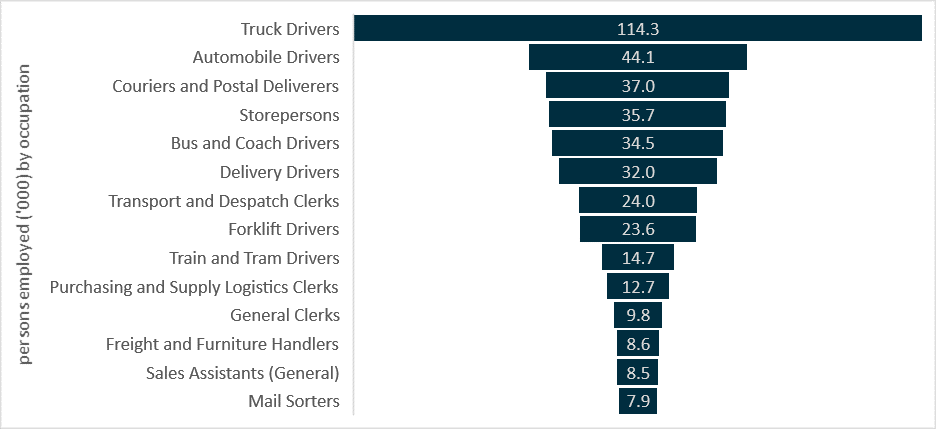 persons employed ('000) by occupation
Truck Drivers 114.3
Automobile Drivers 44.1
Couriers and Postal Deliverers 37.0
Storepersons 35.7
Bus and Coach Drivers 34.5
Delivery Drivers 32.0
Transport and Despatch Clerks 24.0
Forklift Drivers 23.6
Train and Tram Drivers 14.7
Purchasing and Supply Logistics Clerks 12.7
General Clerks 9.8
Freight and Furniture Handlers 8.6
Sales Assistants (General) 8.5
Mail Sorters 7.9